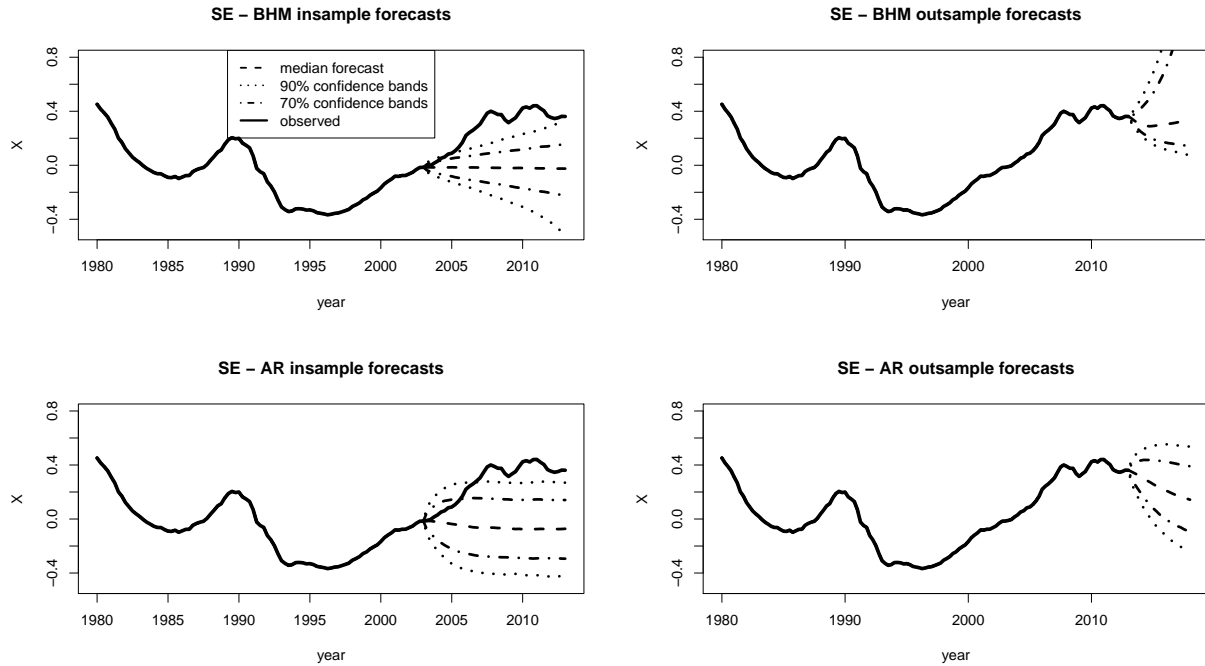 SE − BHM insample forecasts
X
0.8
0.4
0.0
−0.4
median forecast
90% confidence bands
70% confidence bands
observed
1980 1985 1990 1995 2000 2005 2010
year
SE − BHM outsample forecasts
X
0.8
0.4
0.0
−0.4
1980 1990 2000 2010
year
SE − AR insample forecasts
X
0.8
0.4
0.0
−0.4
1980 1985 1990 1995 2000 2005 2010
year
SE − AR outsample forecasts
X
0.8
0.4
0.0
−0.4
1980 1990 2000 2010
year